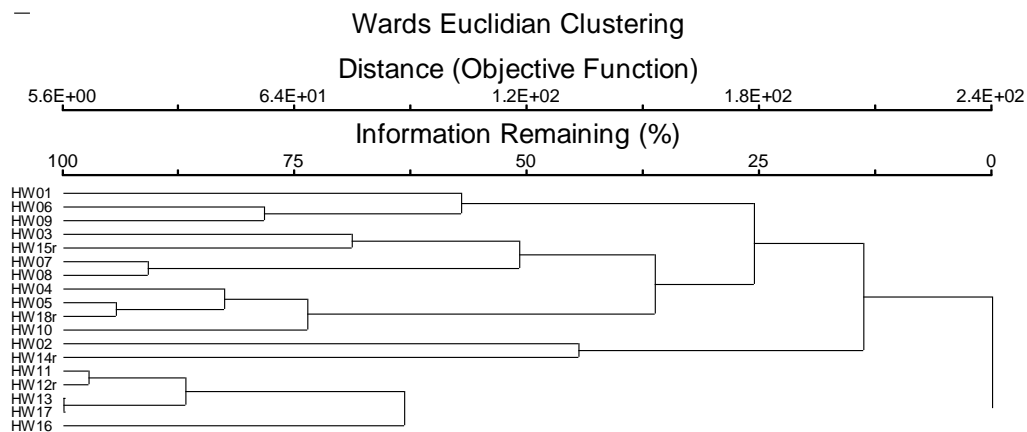 Wards Euclidian Clustering
Distance (Objective Function)
5.6E+00 6.4E+01 1.2E+02 1.8E+02 2.4E+02
Information Remaining (%)
100 75 50 25 0
HW01
HW06
HW09
HW03
HW15r
HW07
HW08
HW04
HW05
HW18r
HW10
HW02
HW14r
HW11
HW12r
HW13
HW17
HW16